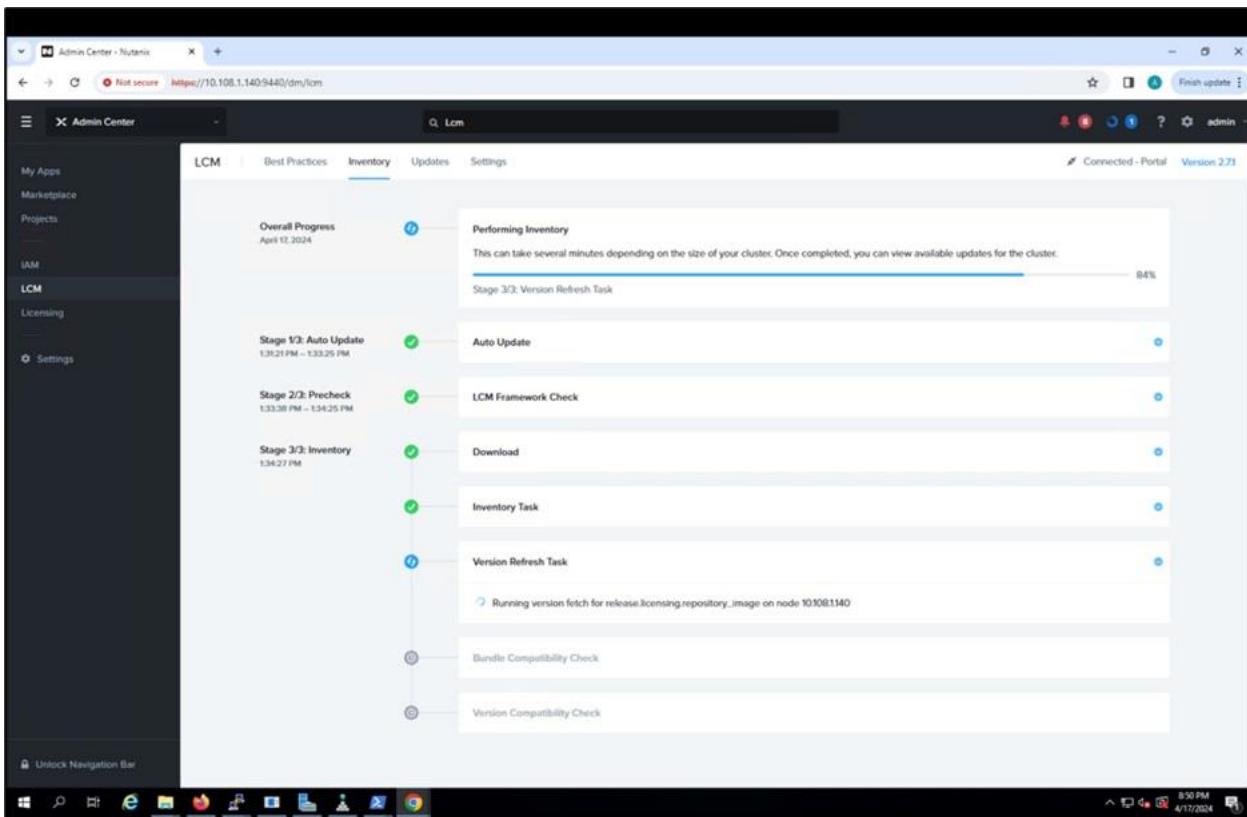 Admin Center - Nutanix
Not secure https://10.108.1.140:9440/dm/lcm
Finish update
Admin Center
Lcm
admin
My Apps
Marketplace
Projects
IAM
LCM
Licensing
Settings
Unlock Navigation Bar
LCM Best Practices Inventory Updates Settings
Connected - Portal Version 2.7.1
Overall Progress
April 17, 2024
Performing Inventory
This can take several minutes depending on the size of your cluster. Once completed, you can view available updates for the cluster.
84%
Stage 3/3: Version Refresh Task
Stage 1/3: Auto Update
1:31:21 PM – 1:33:25 PM
Auto Update
Stage 2/3: Precheck
1:33:38 PM – 1:34:25 PM
LCM Framework Check
Stage 3/3: Inventory
1:34:27 PM
Download
Inventory Task
Version Refresh Task
Running version fetch for release.licensing.repository_image on node 10.108.1.140
Bundle Compatibility Check
Version Compatibility Check
8:50 PM
4/17/2024